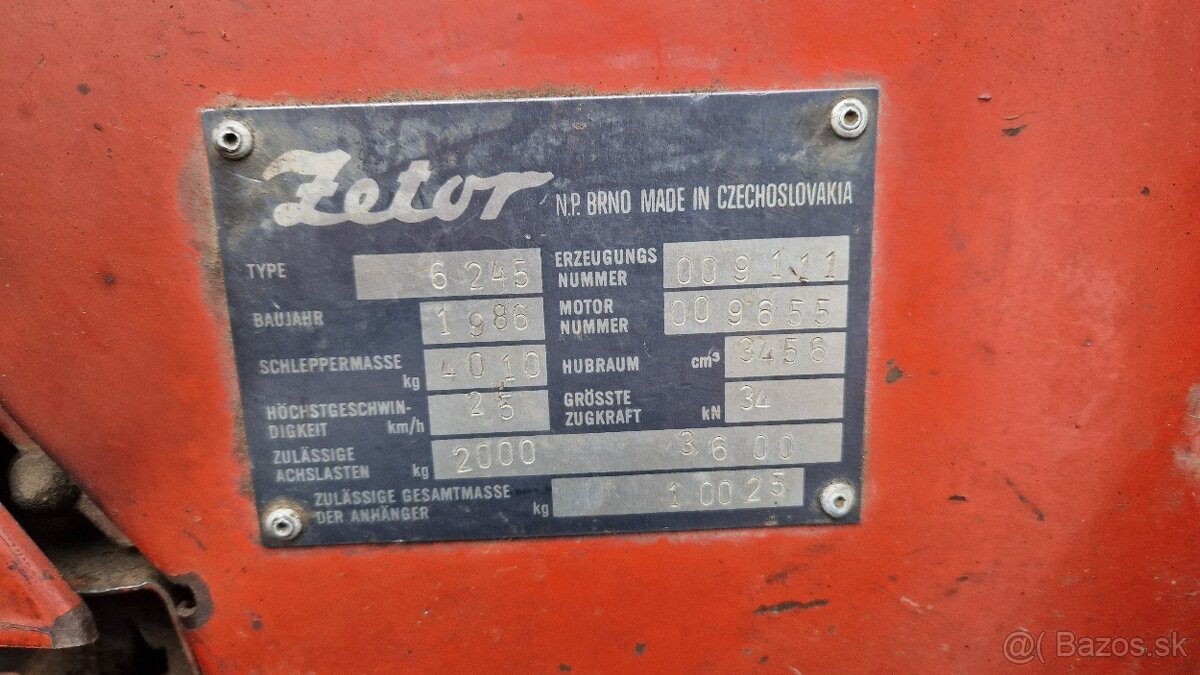 Zetor N.P. BRNO MADE IN CZECHOSLOVAKIA
TYPE 6245
ERZEUGUNGS NUMMER 009111
BAUJAHR 1986
MOTOR NUMMER 009655
SCHLEPPERMASSE kg 4010
HUBRAUM cm³ 3456
HÖCHSTGESCHWIN-
DIGKEIT km/h 25
GRÖSSTE
ZUGKRAFT kN 34
ZULÄSSIGE
ACHSLASTEN kg 2000 3600
ZULÄSSIGE GESAMTMASSE
DER ANHÄNGER kg 10025
@( Bazos.sk